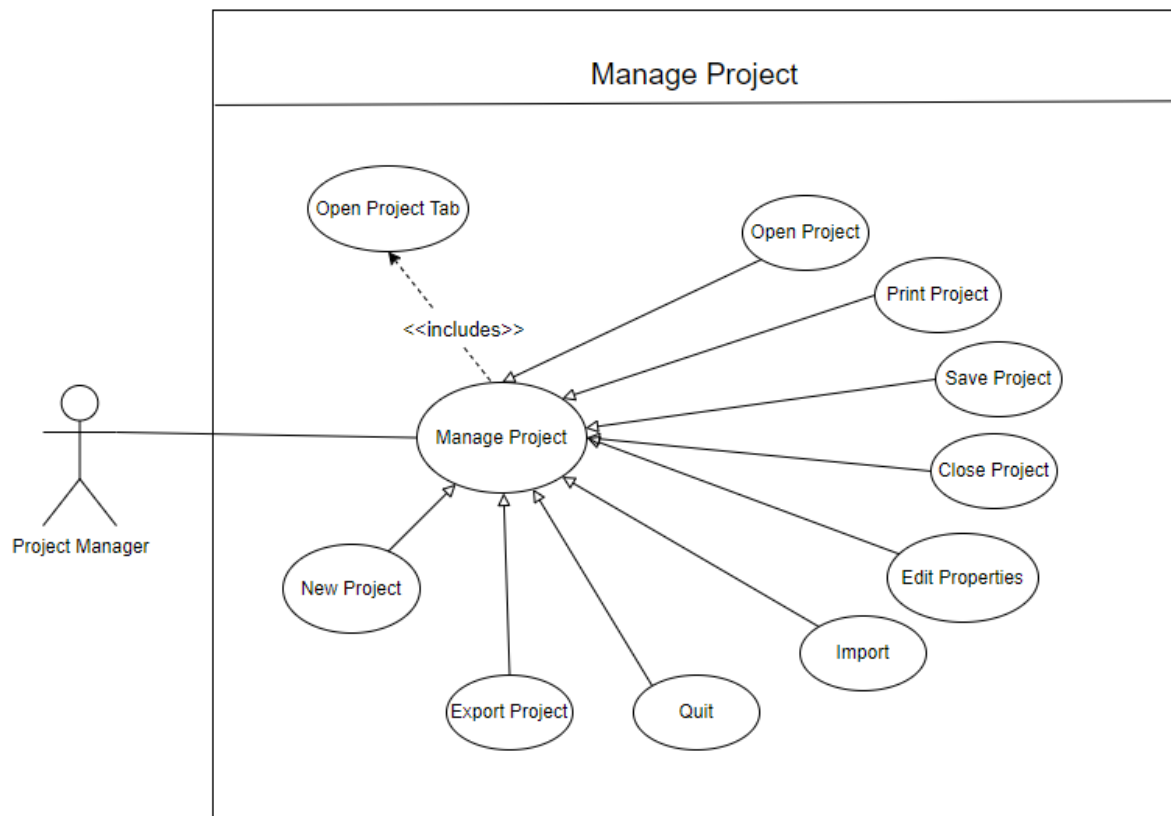 Manage Project
Open Project Tab
Open Project
Print Project
<<includes>>
Save Project
Manage Project
Close Project
Project Manager
Edit Properties
New Project
Import
Export Project
Quit